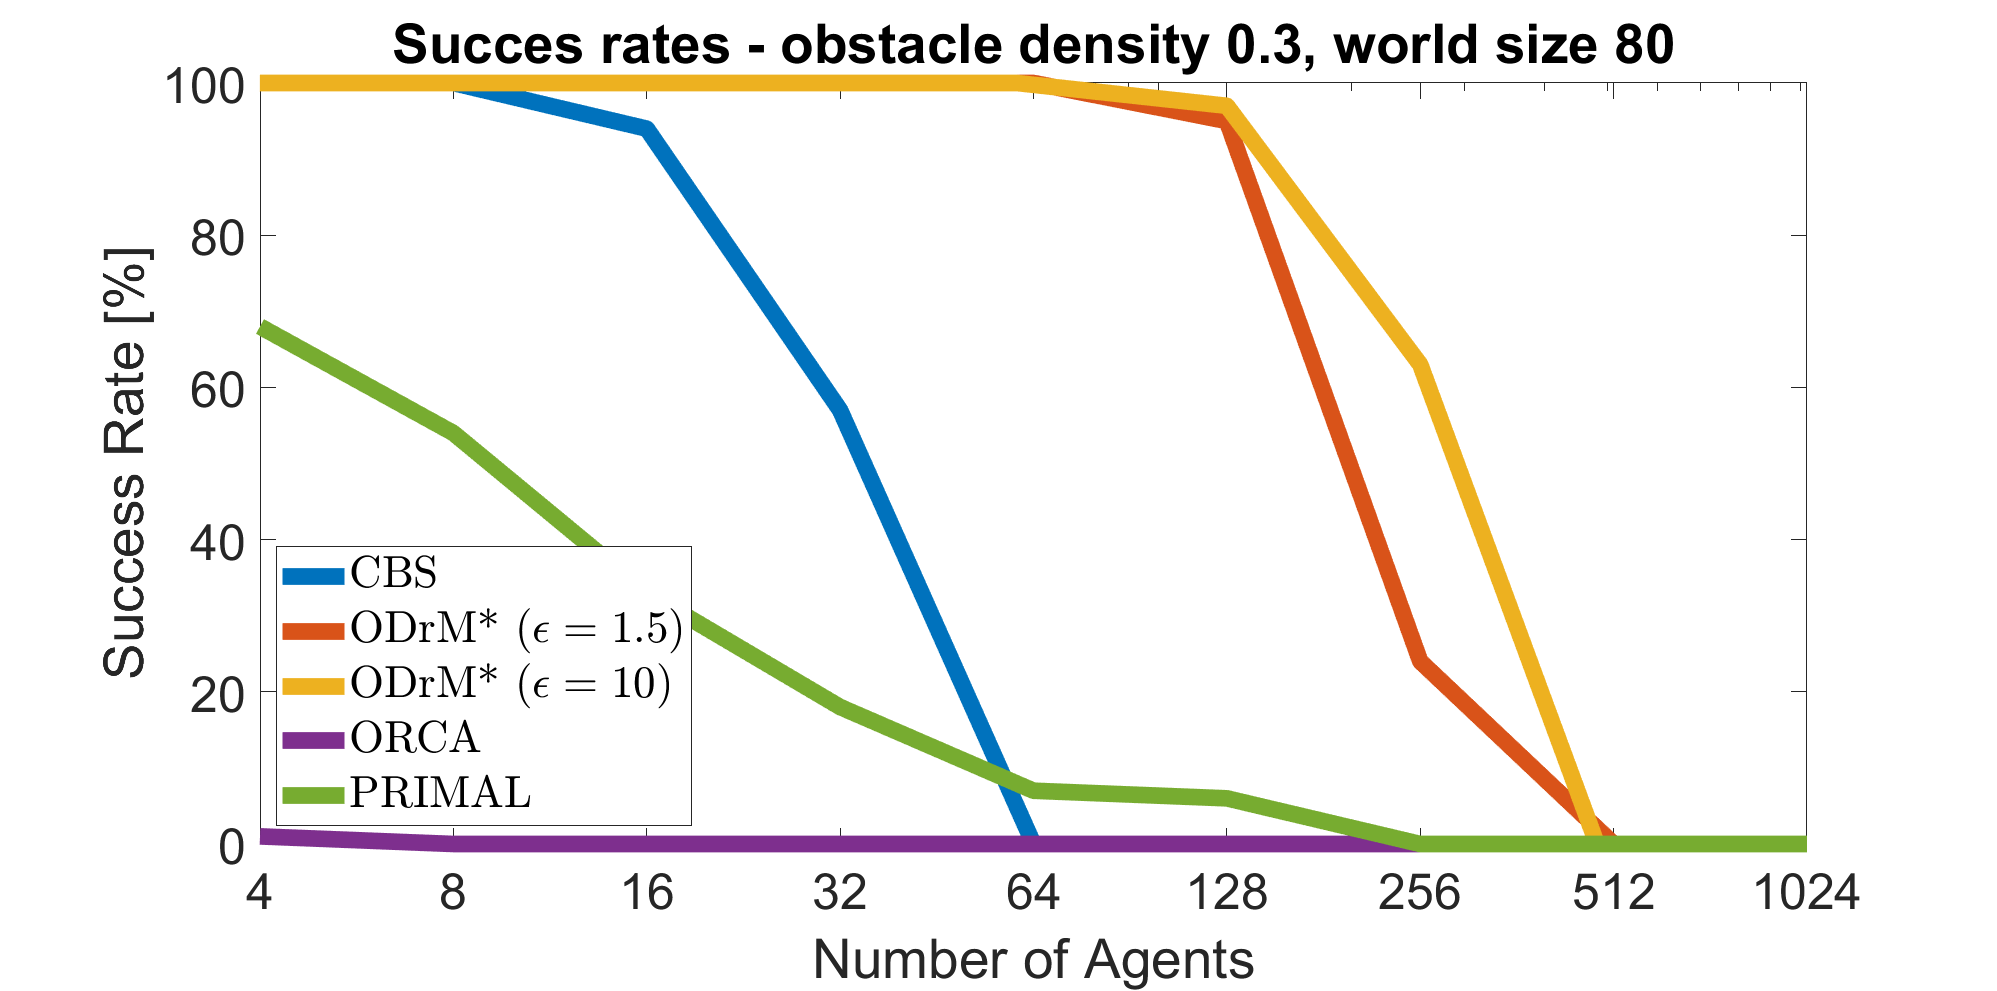 Succes rates - obstacle density 0.3, world size 80
100
80
60
40
20
0
Success Rate [%]
CBS
ODrM* (ϵ = 1.5)
ODrM* (ϵ = 10)
ORCA
PRIMAL
4 8 16 32 64 128 256 512 1024
Number of Agents